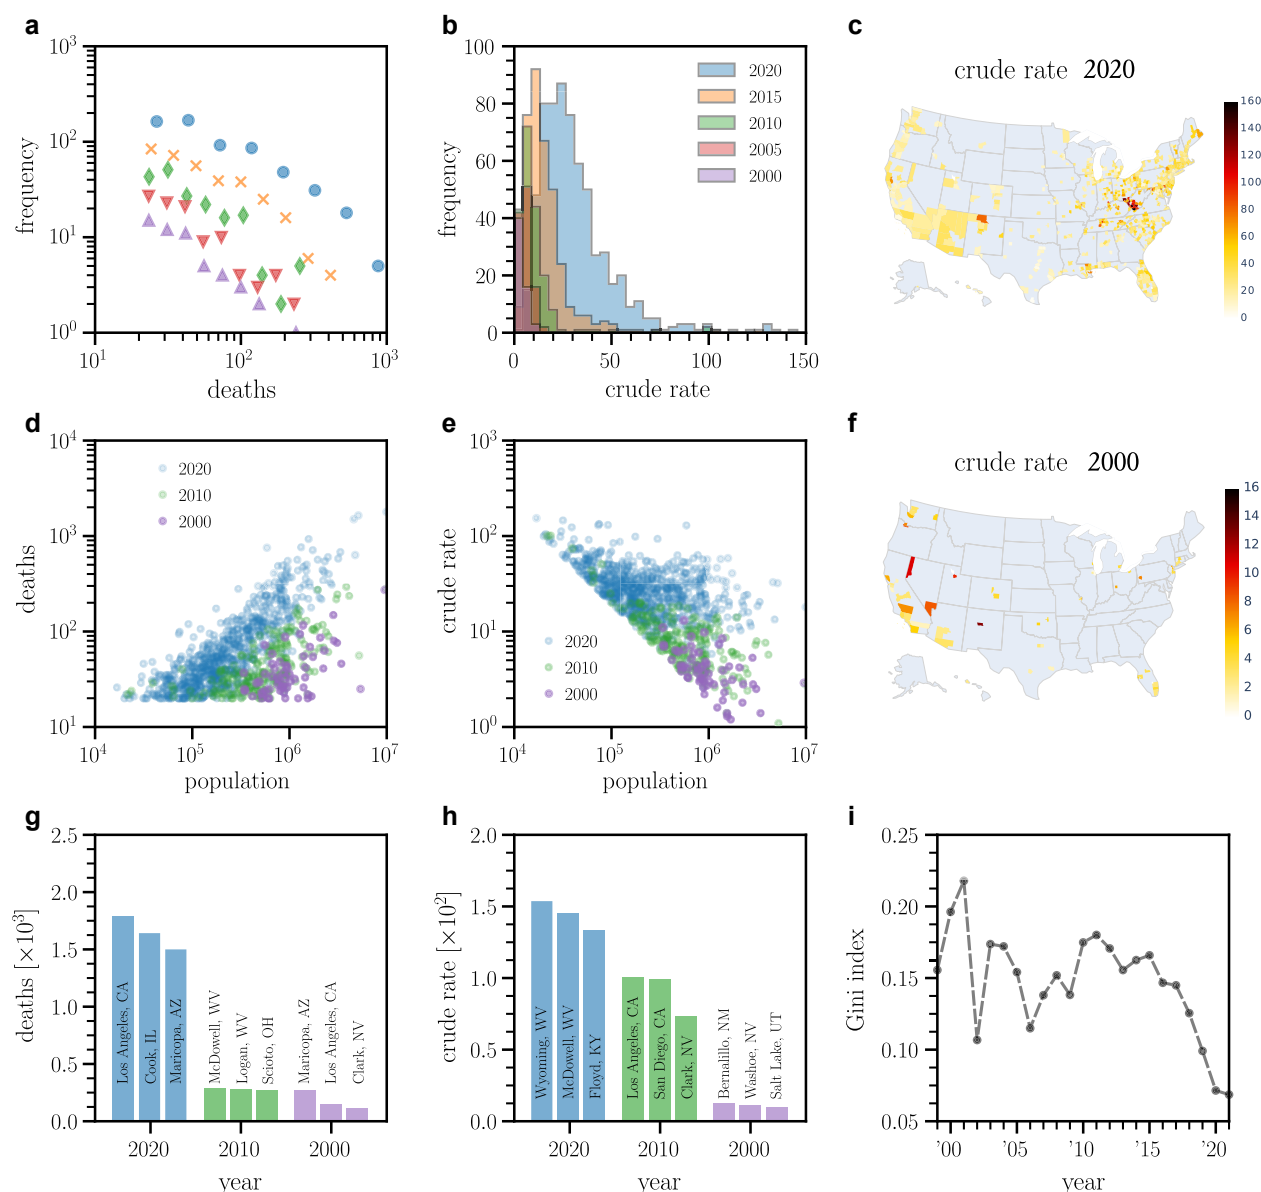 a
10³
10²
10¹
10⁰
10¹
10²
10³
frequency
deaths
b
100
80
60
40
20
0
0
50
100
150
frequency
crude rate
2020
2015
2010
2005
2000
c
crude rate 2020
160
140
120
100
80
60
40
20
0
d
10⁴
10³
10²
10¹
10⁴
10⁵
10⁶
10⁷
deaths
population
2020
2010
2000
e
10³
10²
10¹
10⁰
10⁴
10⁵
10⁶
10⁷
crude rate
population
2020
2010
2000
f
crude rate 2000
16
14
12
10
8
6
4
2
0
g
2.5
2.0
1.5
1.0
0.5
0.0
deaths [×10³]
Los Angeles, CA
Cook, IL
Maricopa, AZ
McDowell, WV
Logan, WV
Scioto, OH
Maricopa, AZ
Los Angeles, CA
Clark, NV
2020
2010
2000
year
h
2.0
1.5
1.0
0.5
0.0
crude rate [×10²]
Wyoming, WV
McDowell, WV
Floyd, KY
Los Angeles, CA
San Diego, CA
Clark, NV
Bernalillo, NM
Washoe, NV
Salt Lake, UT
2020
2010
2000
year
i
0.25
0.20
0.15
0.10
0.05
Gini index
'00
'05
'10
'15
'20
year